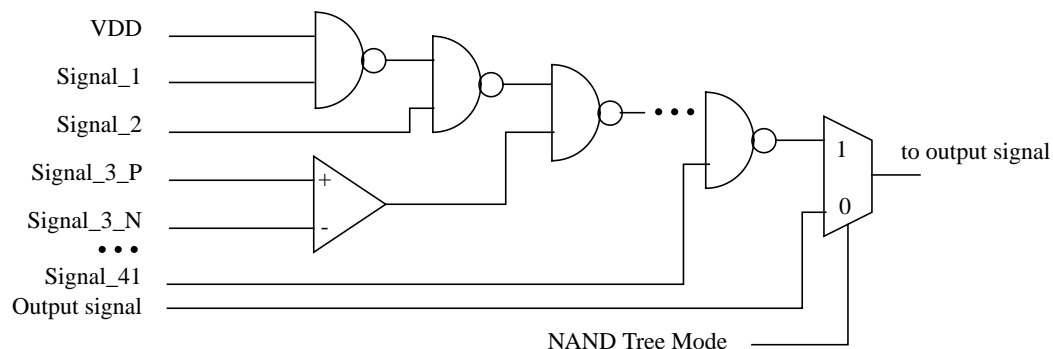 VDD
Signal_1
Signal_2
Signal_3_P
Signal_3_N
•••
Signal_41
Output signal
+
-
•••
1
0
to output signal
NAND Tree Mode